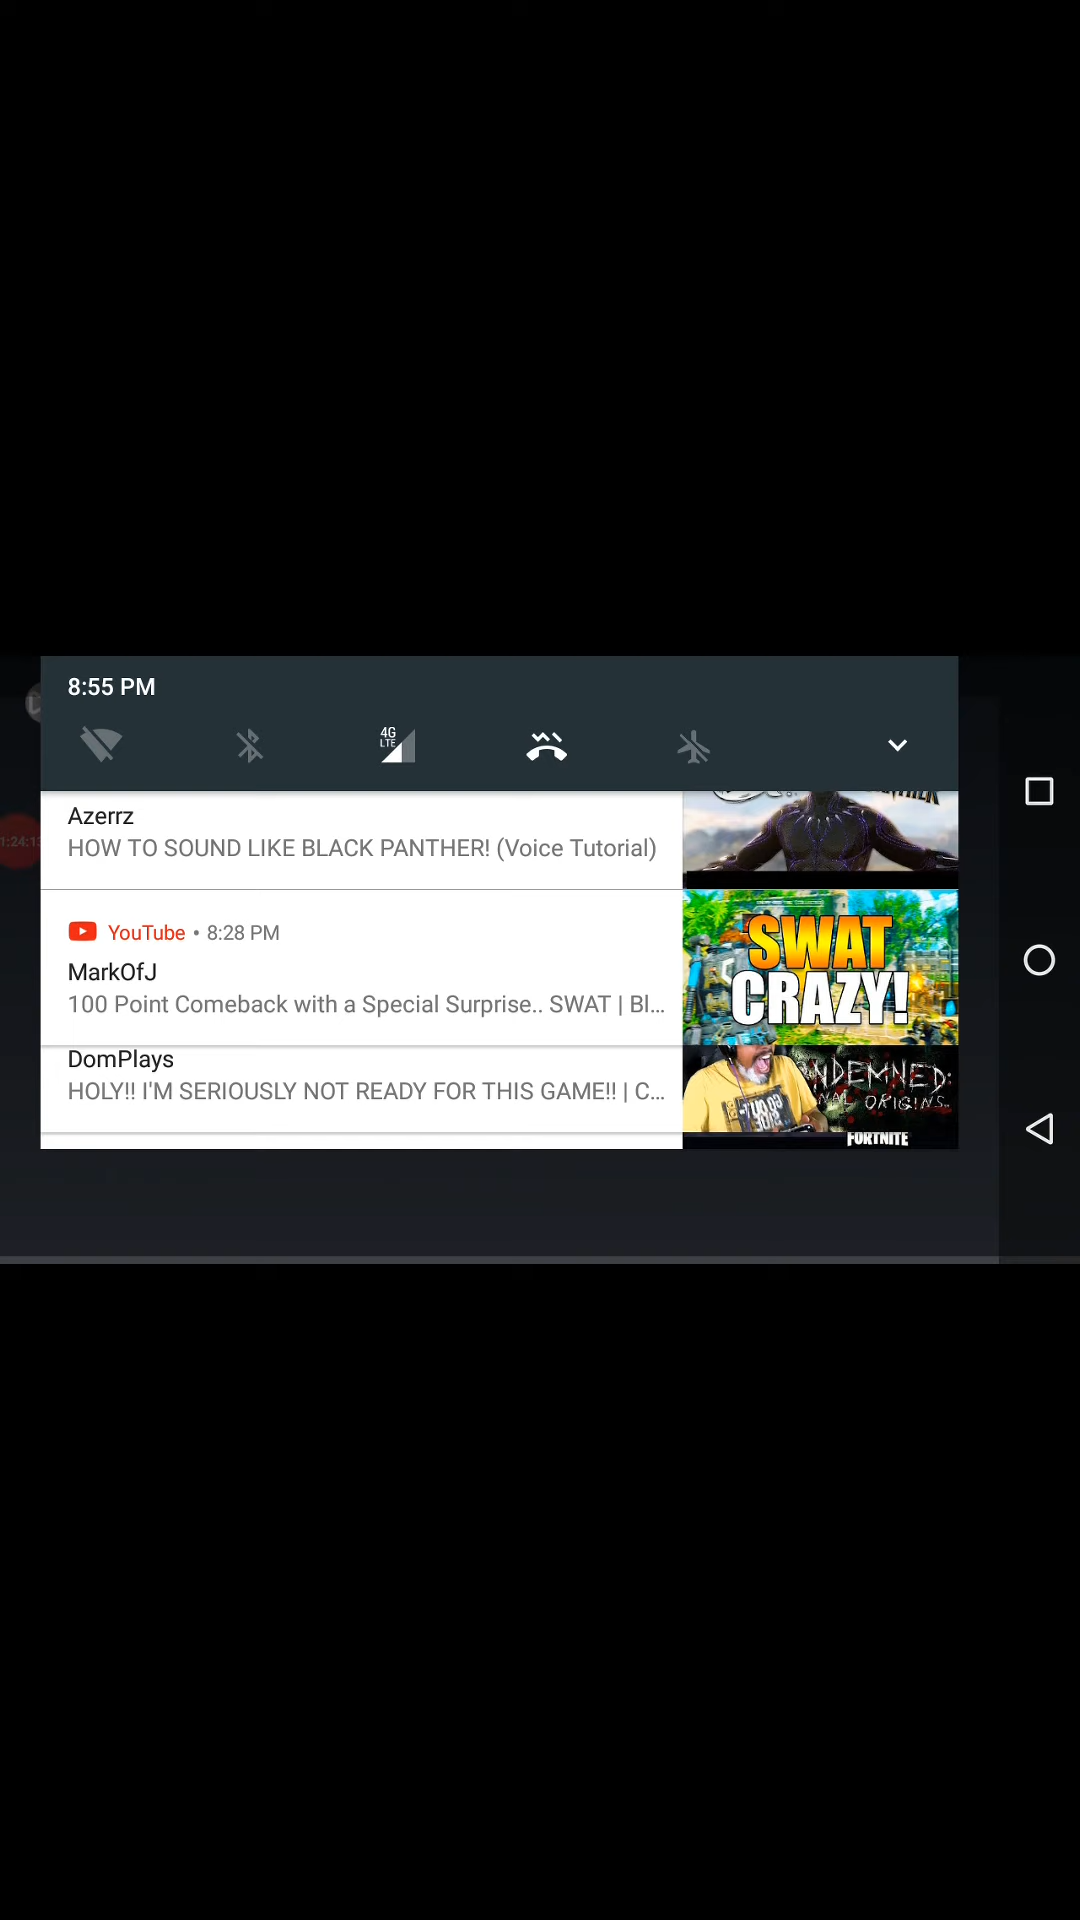 8:55 PM
4G
LTE
Azerrz
HOW TO SOUND LIKE BLACK PANTHER! (Voice Tutorial)
YouTube • 8:28 PM
MarkOfJ
100 Point Comeback with a Special Surprise.. SWAT | Bl...
SWAT
CRAZY!
DomPlays
HOLY!! I'M SERIOUSLY NOT READY FOR THIS GAME!! | C...
NDEMNED:
NAL ORIGINS
FORTNITE